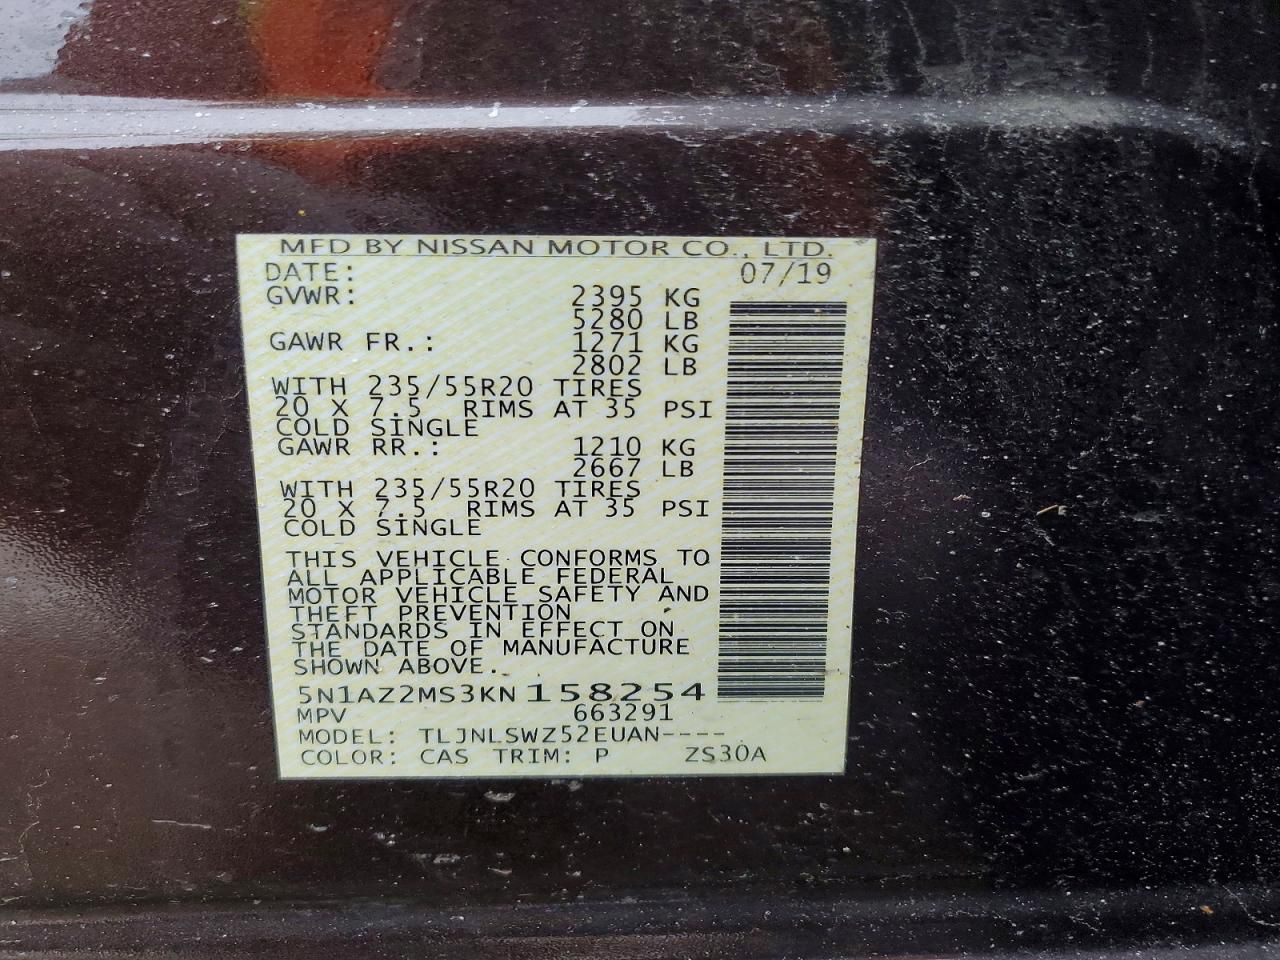 MFD BY NISSAN MOTOR CO., LTD.
DATE: 07/19
GVWR: 2395 KG
5280 LB
GAWR FR.: 1271 KG
2802 LB
WITH 235/55R20 TIRES
20 X 7.5 RIMS AT 35 PSI
COLD SINGLE
GAWR RR.: 1210 KG
2667 LB
WITH 235/55R20 TIRES
20 X 7.5 RIMS AT 35 PSI
COLD SINGLE
THIS VEHICLE CONFORMS TO
ALL APPLICABLE FEDERAL
MOTOR VEHICLE SAFETY AND
THEFT PREVENTION
STANDARDS IN EFFECT ON
THE DATE OF MANUFACTURE
SHOWN ABOVE.
5N1AZ2MS3KN158254
MPV 663291
MODEL: TLJNLSWZ52EUAN----
COLOR: CAS TRIM: P ZS30A